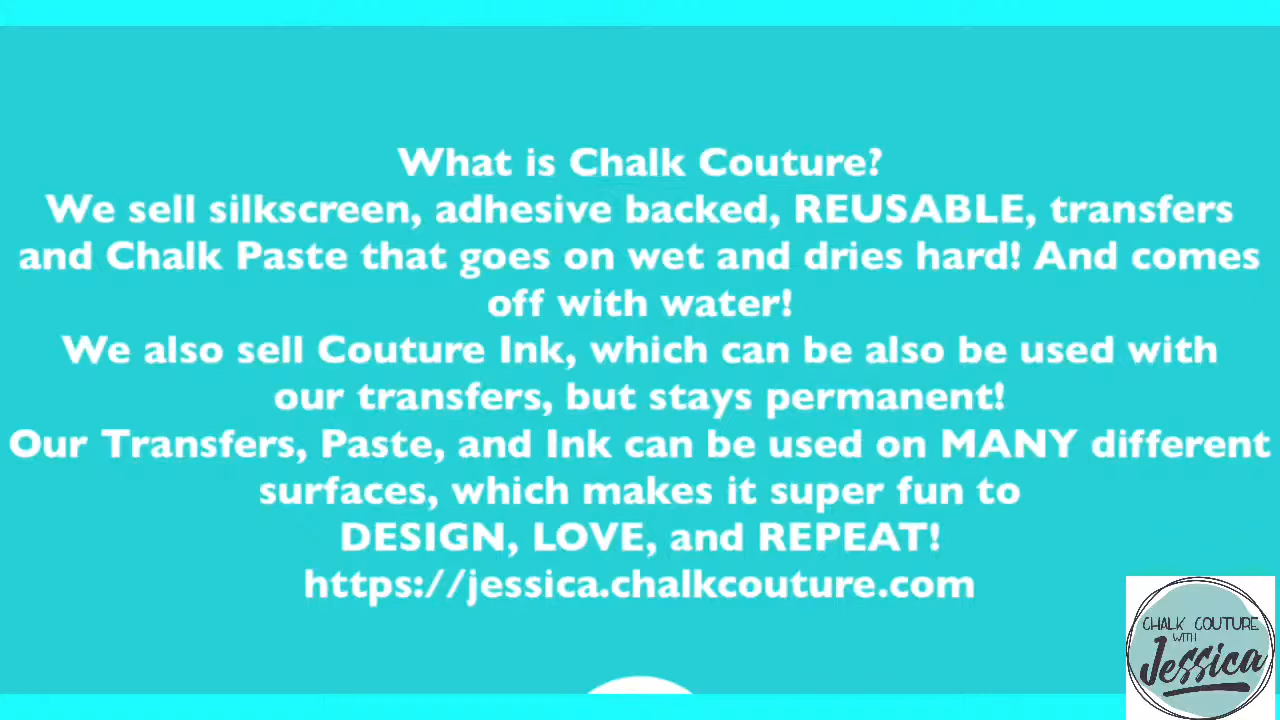 What is Chalk Couture?
We sell silkscreen, adhesive backed, REUSABLE, transfers
and Chalk Paste that goes on wet and dries hard! And comes
off with water!
We also sell Couture Ink, which can be also be used with
our transfers, but stays permanent!
Our Transfers, Paste, and Ink can be used on MANY different
surfaces, which makes it super fun to
DESIGN, LOVE, and REPEAT!
https://jessica.chalkcouture.com
CHALK COUTURE
WITH
Jessica